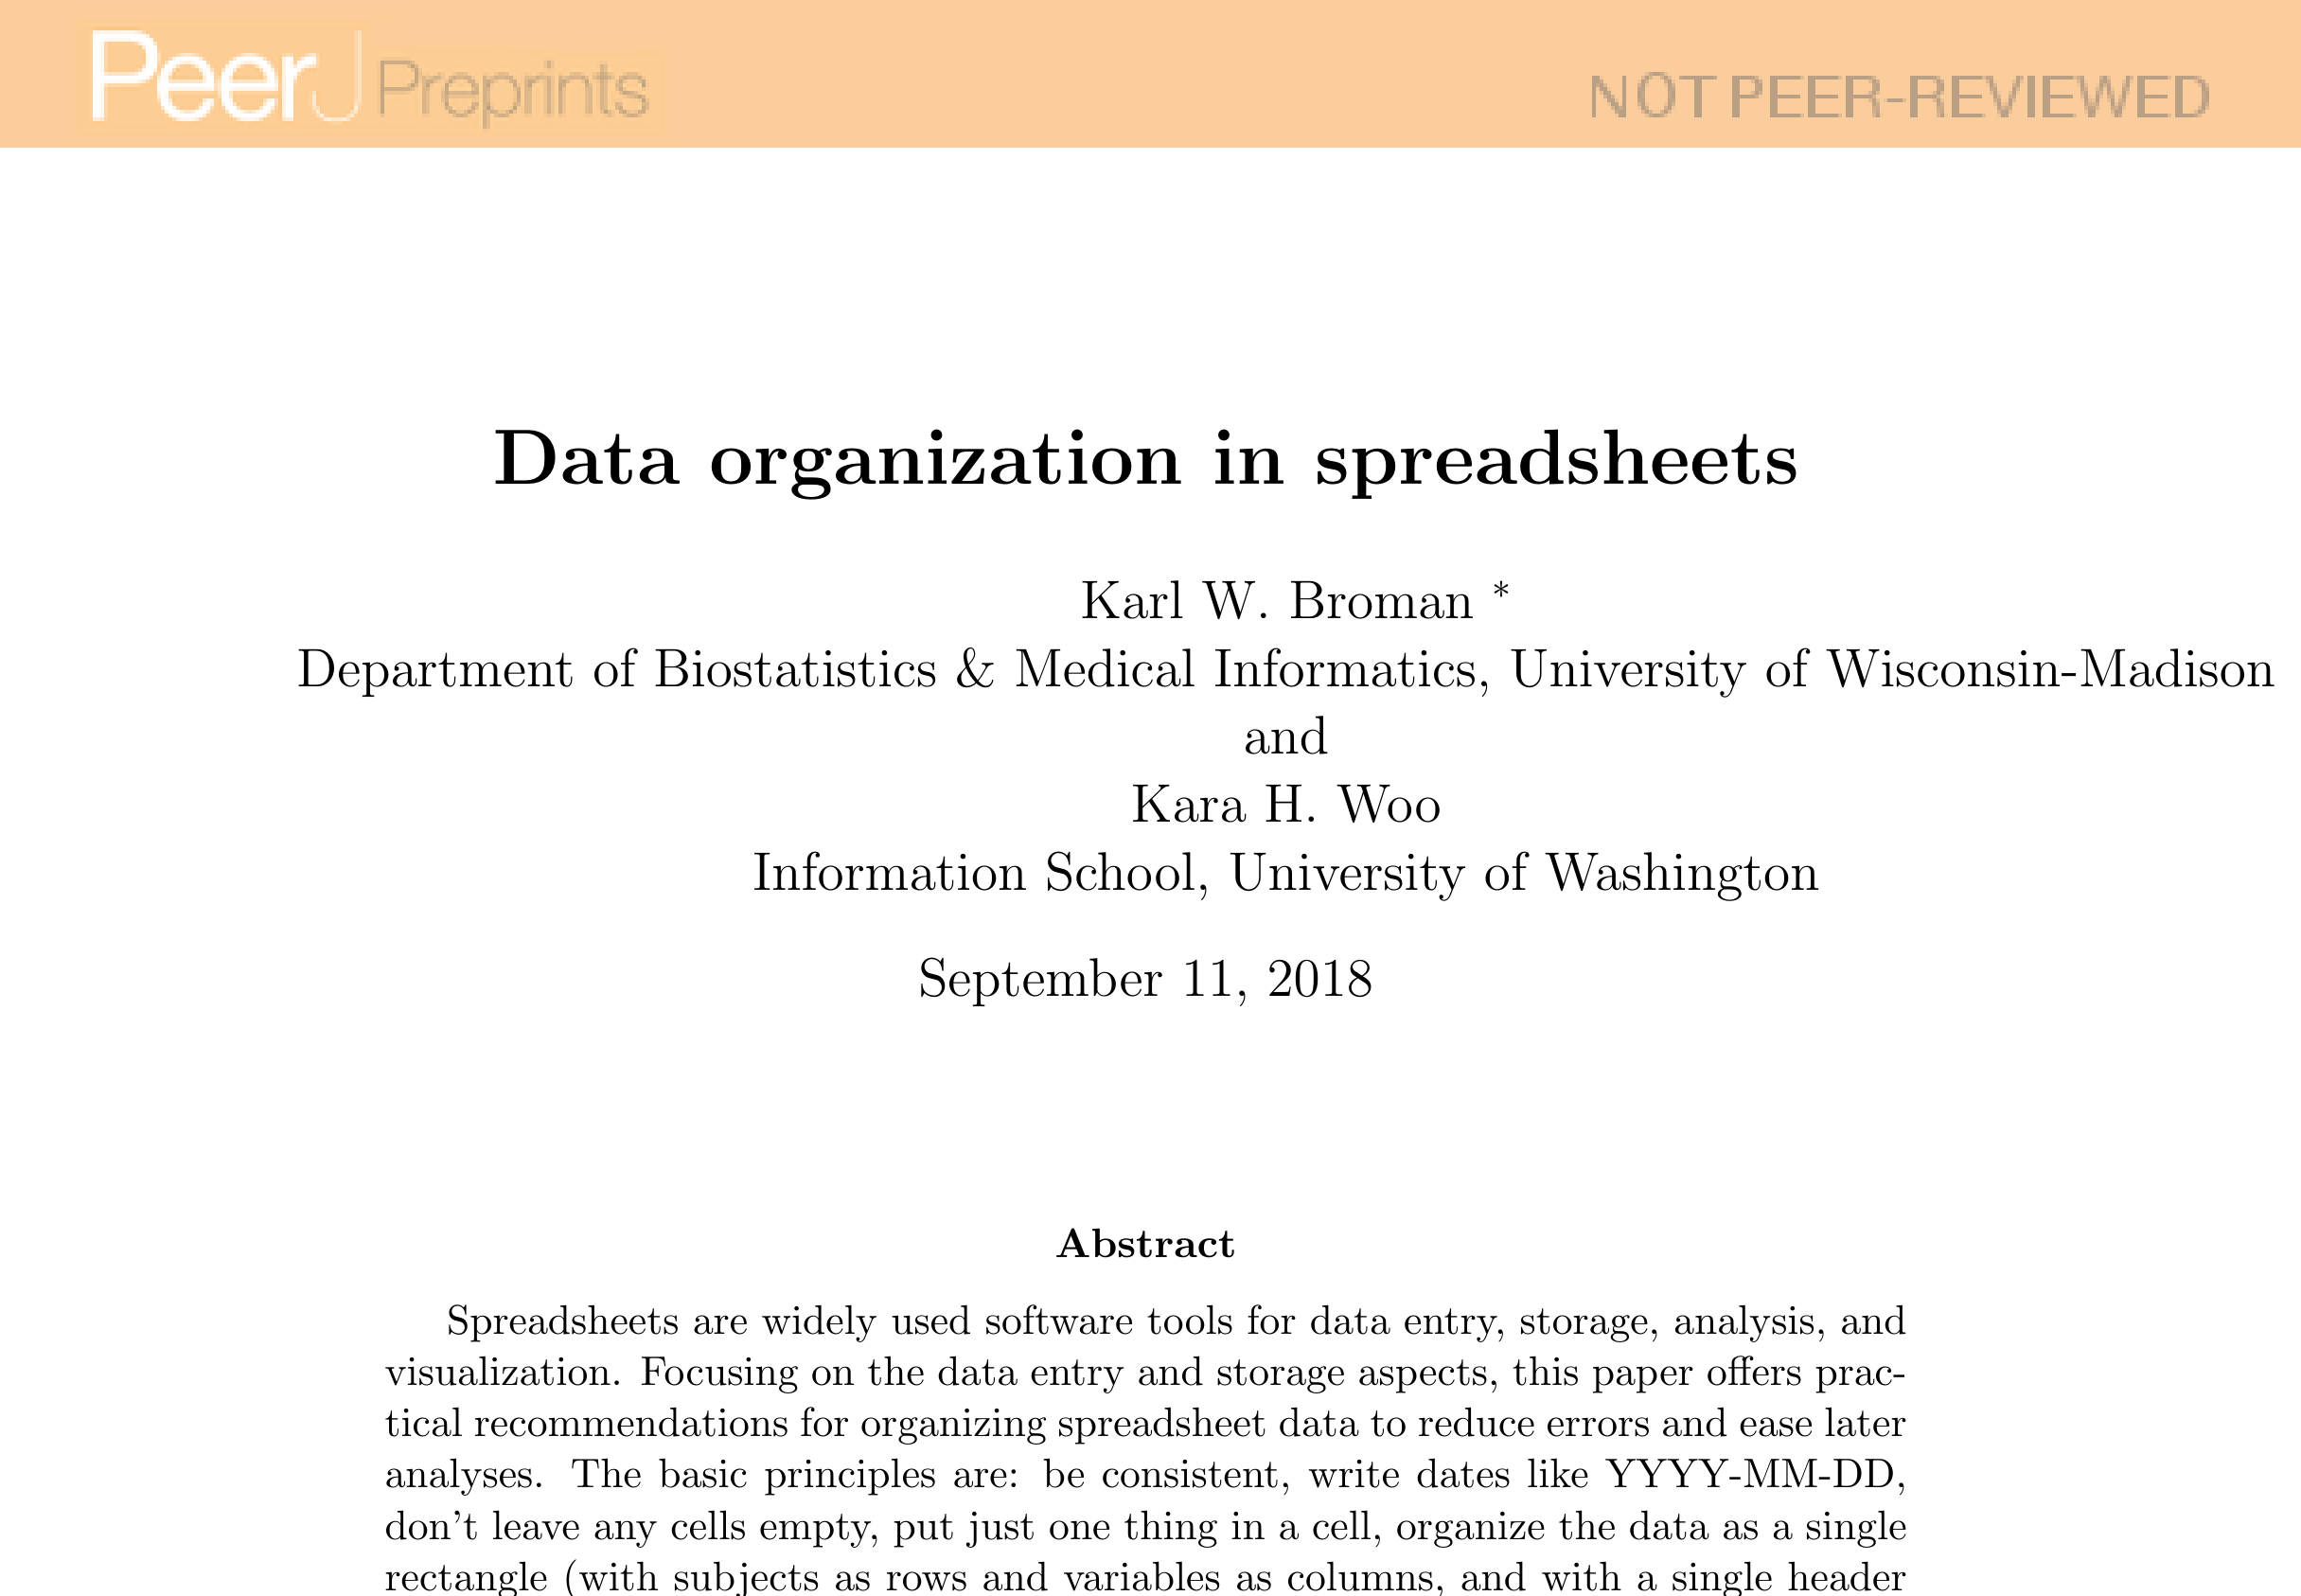 PeerJ Preprints NOT PEER-REVIEWED
Data organization in spreadsheets
Karl W. Broman *
Department of Biostatistics & Medical Informatics, University of Wisconsin-Madison
and
Kara H. Woo
Information School, University of Washington
September 11, 2018
Abstract
Spreadsheets are widely used software tools for data entry, storage, analysis, and
visualization. Focusing on the data entry and storage aspects, this paper offers prac-
tical recommendations for organizing spreadsheet data to reduce errors and ease later
analyses. The basic principles are: be consistent, write dates like YYYY-MM-DD,
don't leave any cells empty, put just one thing in a cell, organize the data as a single
rectangle (with subjects as rows and variables as columns, and with a single header